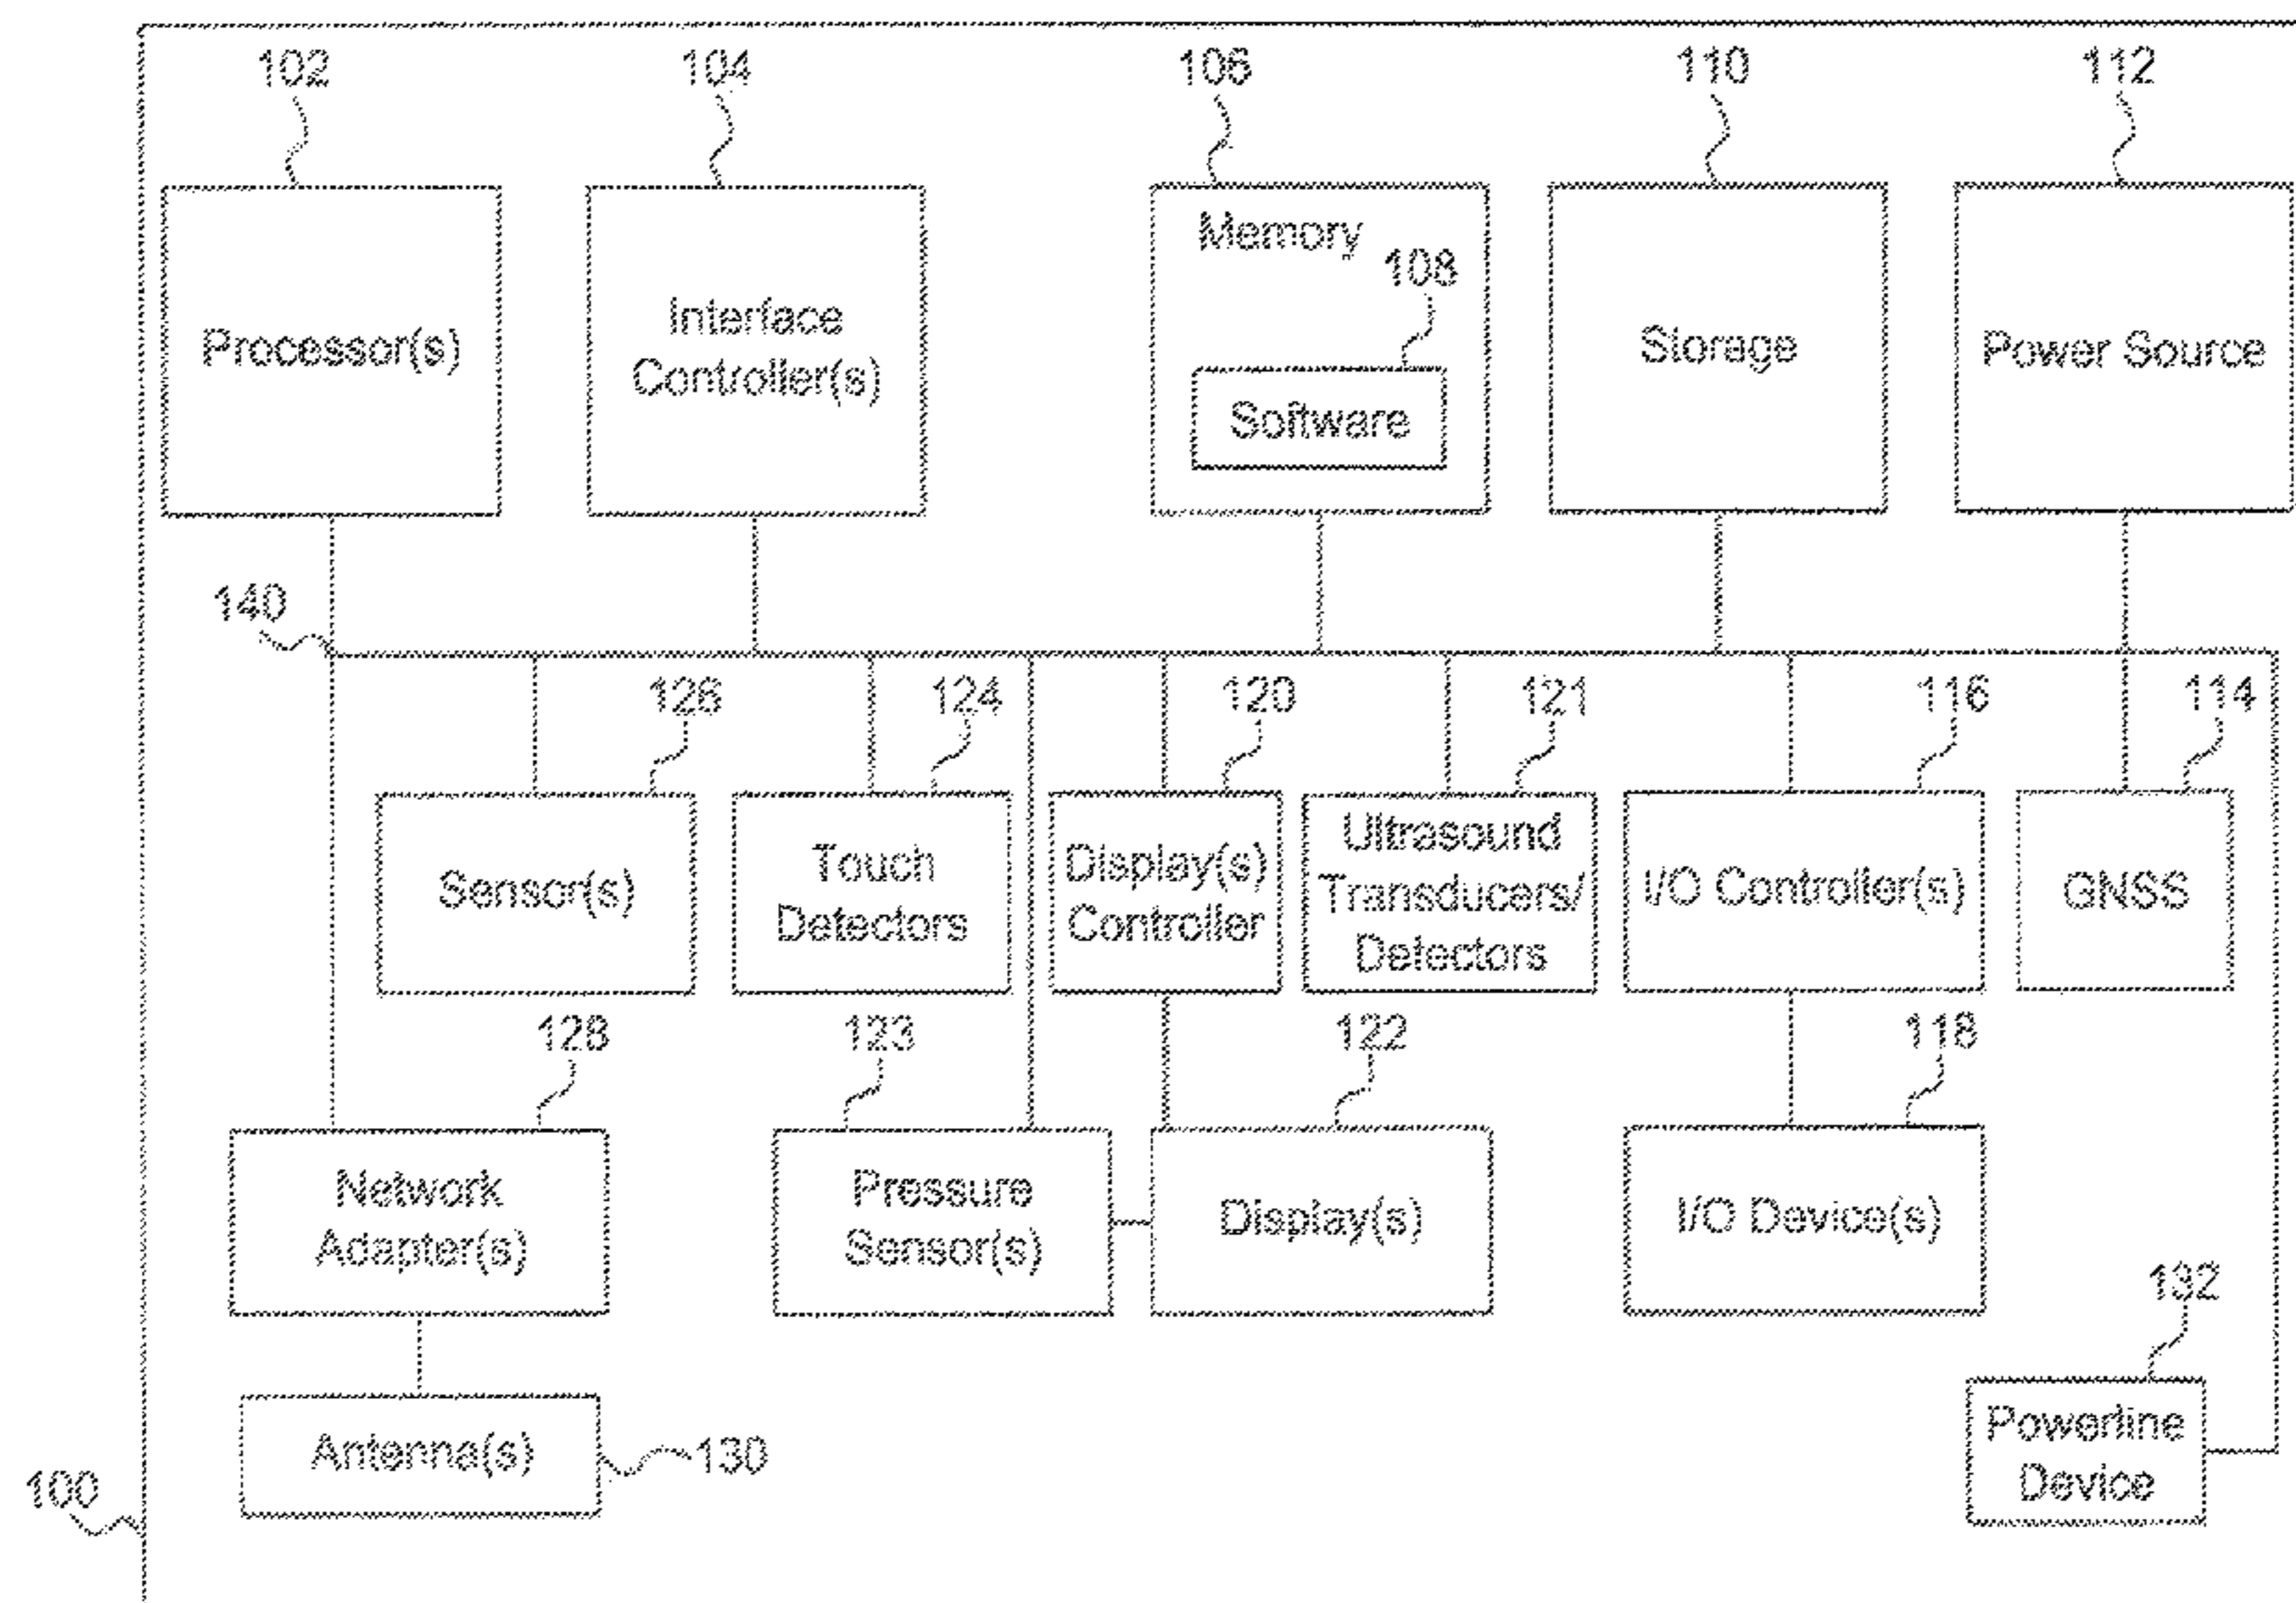 102
104
106
110
112
Processor(s)
Interface
Controller(s)
Memory
108
Software
Storage
Power Source
140
126
124
120
121
116
114
Sensor(s)
Touch
Detectors
Display(s)
Controller
Ultrasound
Transducers/
Detectors
I/O Controller(s)
GNSS
128
123
122
118
Network
Adapter(s)
Pressure
Sensor(s)
Display(s)
I/O Device(s)
132
Powerline
Device
Antenna(s)
130
100